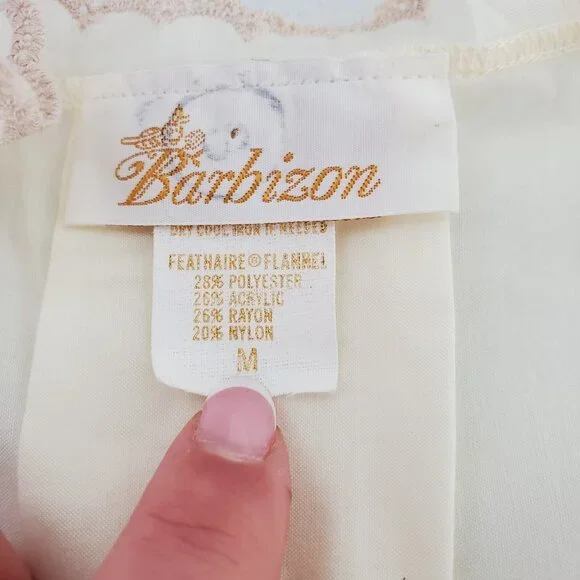 Barbizon
DRY COOL IRON IF NEEDED
FEATHAIRE® FLANNEL
28% POLYESTER
26% ACRYLIC
26% RAYON
20% NYLON
M